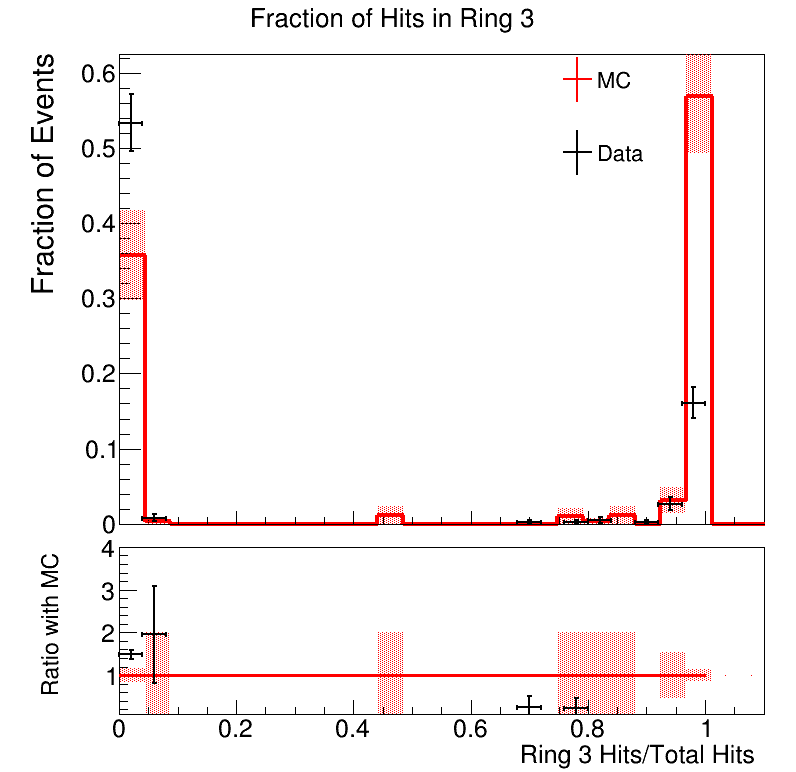 Fraction of Hits in Ring 3
Fraction of Events
0.6
0.5
0.4
0.3
0.2
0.1
0
MC
Data
Ratio with MC
4
3
2
1
0 0.2 0.4 0.6 0.8 1
Ring 3 Hits/Total Hits